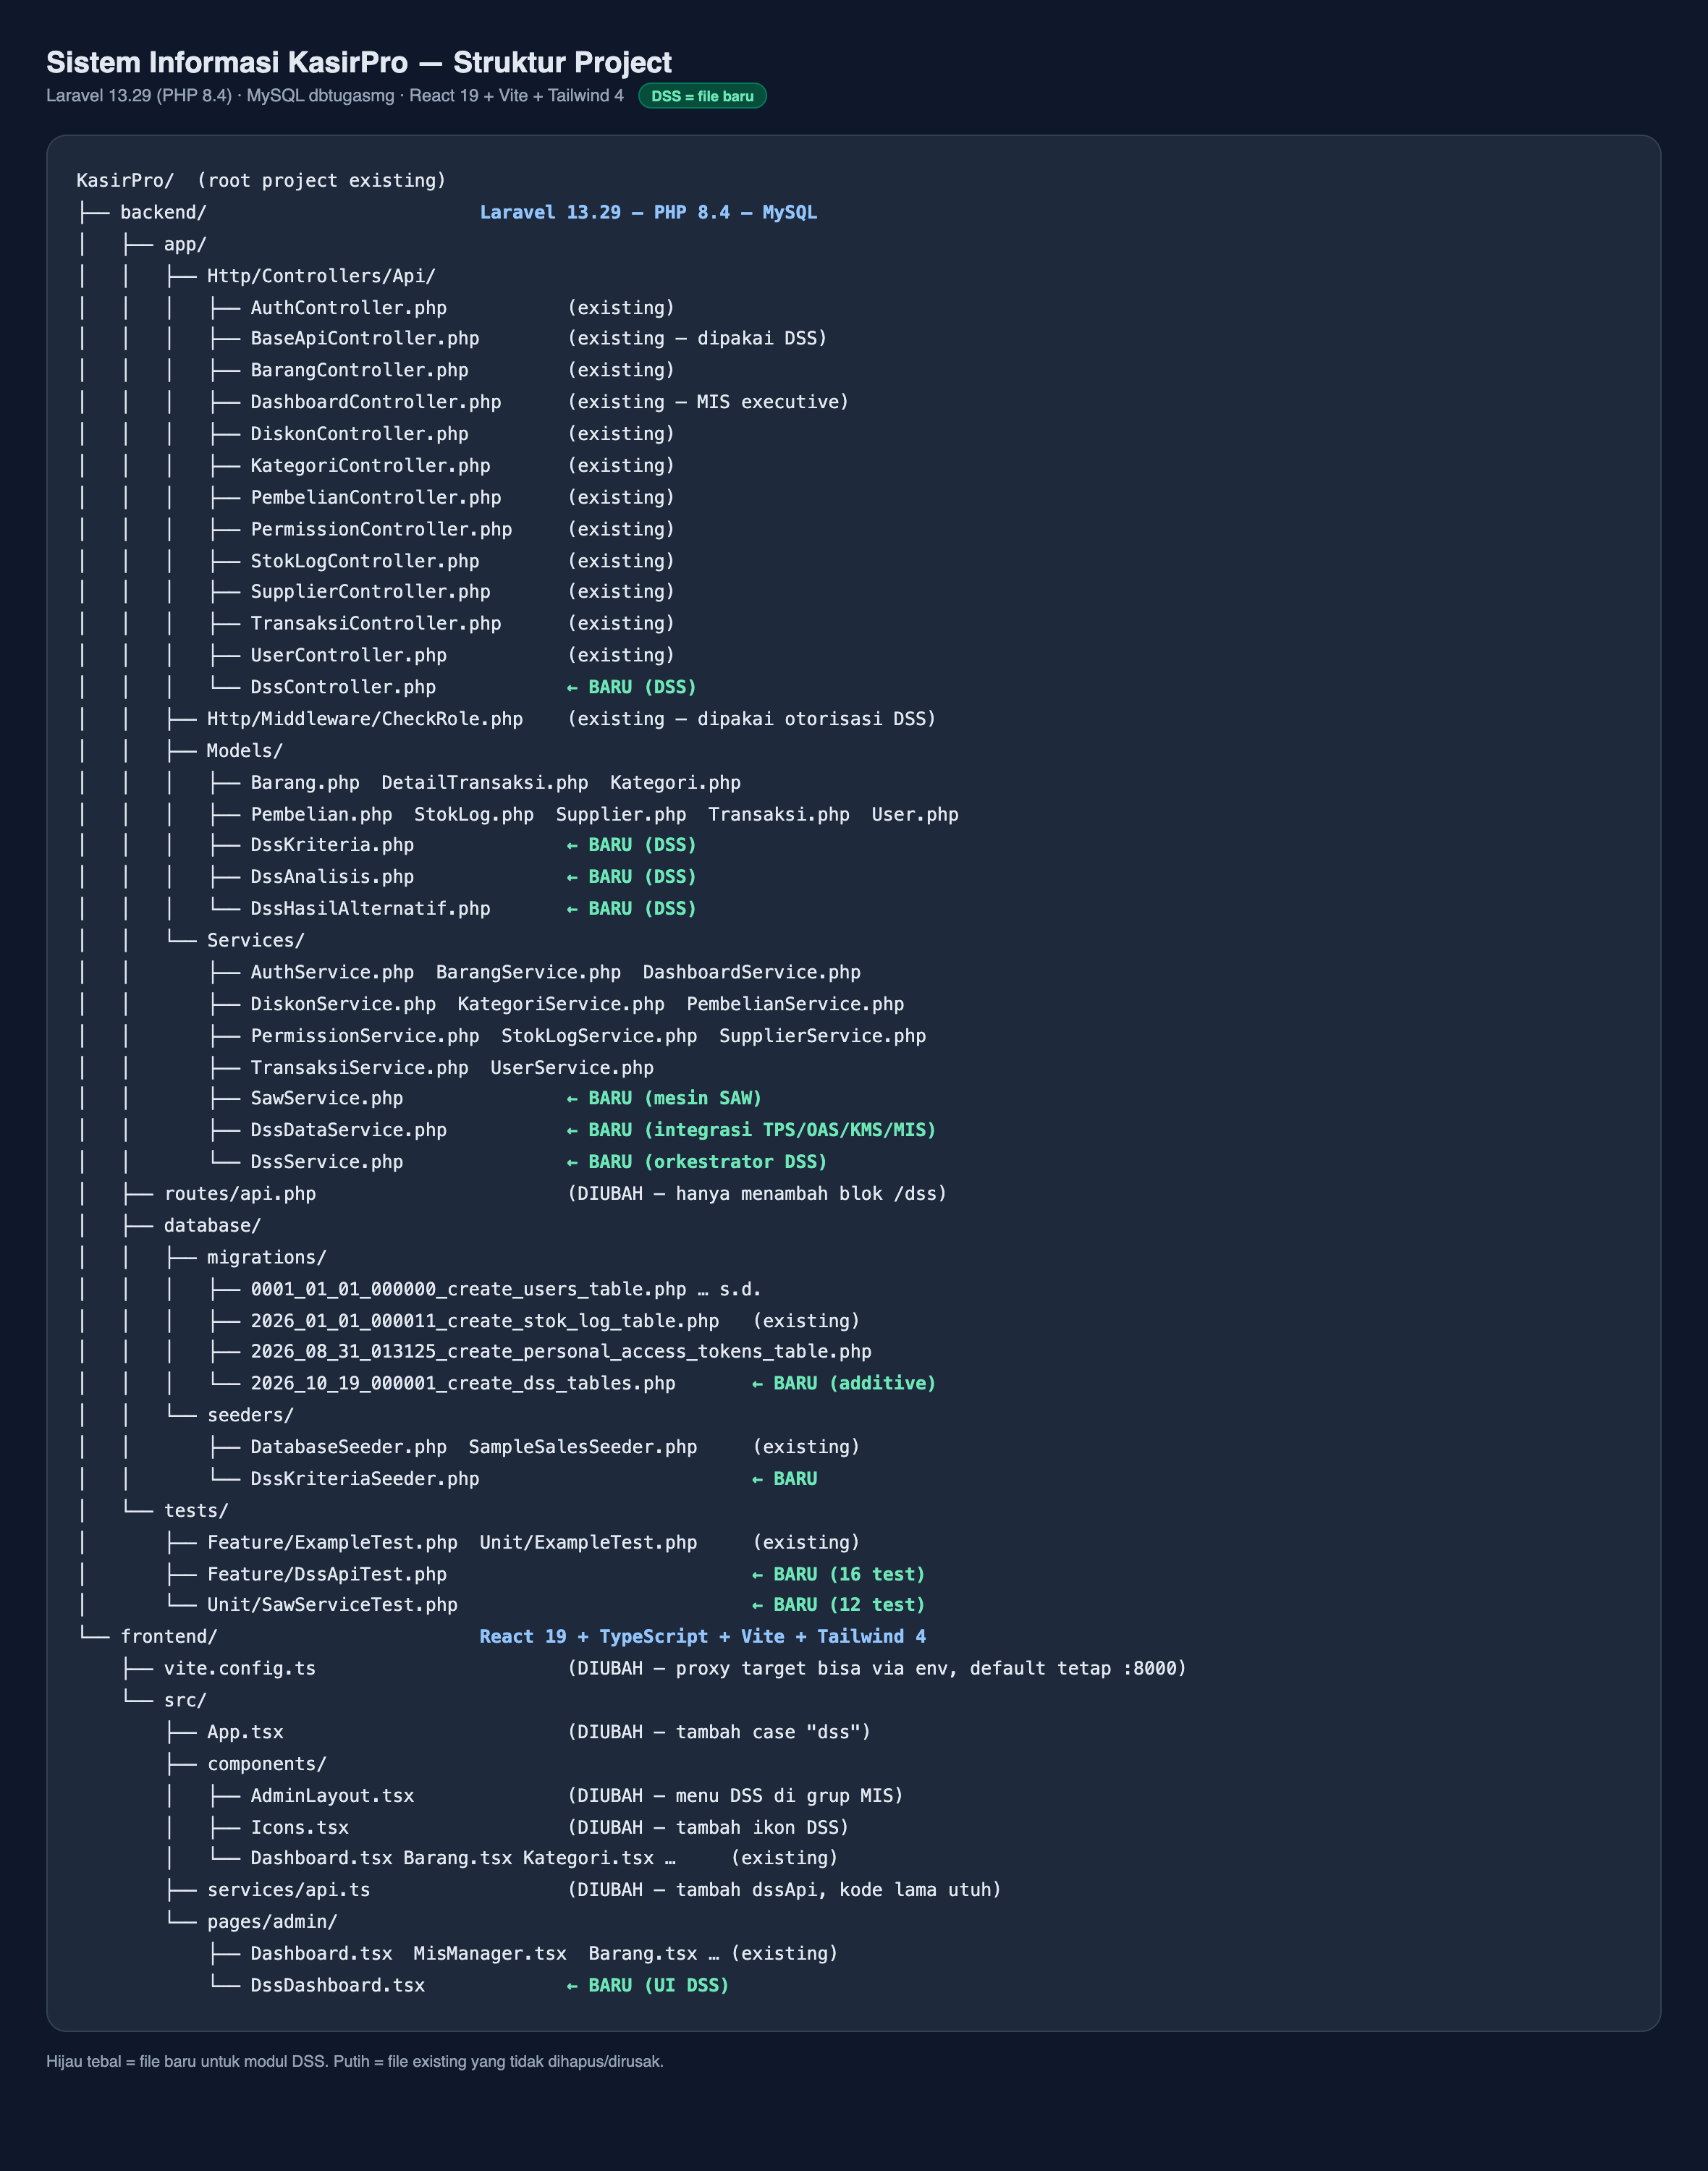 Sistem Informasi KasirPro — Struktur Project
Laravel 13.29 (PHP 8.4) · MySQL dbtugasmg · React 19 + Vite + Tailwind 4   DSS = file baru
KasirPro/  (root project existing)
├── backend/                         Laravel 13.29 — PHP 8.4 — MySQL
│   ├── app/
│   │   ├── Http/Controllers/Api/
│   │   │   ├── AuthController.php           (existing)
│   │   │   ├── BaseApiController.php        (existing — dipakai DSS)
│   │   │   ├── BarangController.php         (existing)
│   │   │   ├── DashboardController.php      (existing — MIS executive)
│   │   │   ├── DiskonController.php         (existing)
│   │   │   ├── KategoriController.php       (existing)
│   │   │   ├── PembelianController.php      (existing)
│   │   │   ├── PermissionController.php     (existing)
│   │   │   ├── StokLogController.php        (existing)
│   │   │   ├── SupplierController.php       (existing)
│   │   │   ├── TransaksiController.php      (existing)
│   │   │   ├── UserController.php           (existing)
│   │   │   └── DssController.php            ← BARU (DSS)
│   │   ├── Http/Middleware/CheckRole.php    (existing — dipakai otorisasi DSS)
│   │   ├── Models/
│   │   │   ├── Barang.php  DetailTransaksi.php  Kategori.php
│   │   │   ├── Pembelian.php  StokLog.php  Supplier.php  Transaksi.php  User.php
│   │   │   ├── DssKriteria.php              ← BARU (DSS)
│   │   │   ├── DssAnalisis.php              ← BARU (DSS)
│   │   │   └── DssHasilAlternatif.php       ← BARU (DSS)
│   │   └── Services/
│   │       ├── AuthService.php  BarangService.php  DashboardService.php
│   │       ├── DiskonService.php  KategoriService.php  PembelianService.php
│   │       ├── PermissionService.php  StokLogService.php  SupplierService.php
│   │       ├── TransaksiService.php  UserService.php
│   │       ├── SawService.php               ← BARU (mesin SAW)
│   │       ├── DssDataService.php           ← BARU (integrasi TPS/OAS/KMS/MIS)
│   │       └── DssService.php               ← BARU (orkestrator DSS)
│   ├── routes/api.php                       (DIUBAH — hanya menambah blok /dss)
│   ├── database/
│   │   ├── migrations/
│   │   │   ├── 0001_01_01_000000_create_users_table.php … s.d.
│   │   │   ├── 2026_01_01_000011_create_stok_log_table.php   (existing)
│   │   │   ├── 2026_08_31_013125_create_personal_access_tokens_table.php
│   │   │   └── 2026_10_19_000001_create_dss_tables.php       ← BARU (additive)
│   │   └── seeders/
│   │       ├── DatabaseSeeder.php  SampleSalesSeeder.php     (existing)
│   │       └── DssKriteriaSeeder.php                         ← BARU
│   └── tests/
│       ├── Feature/ExampleTest.php  Unit/ExampleTest.php     (existing)
│       ├── Feature/DssApiTest.php                            ← BARU (16 test)
│       └── Unit/SawServiceTest.php                           ← BARU (12 test)
└── frontend/                        React 19 + TypeScript + Vite + Tailwind 4
    ├── vite.config.ts                       (DIUBAH — proxy target bisa via env, default tetap :8000)
    └── src/
        ├── App.tsx                          (DIUBAH — tambah case "dss")
        ├── components/
        │   ├── AdminLayout.tsx              (DIUBAH — menu DSS di grup MIS)
        │   ├── Icons.tsx                    (DIUBAH — tambah ikon DSS)
        │   └── Dashboard.tsx Barang.tsx Kategori.tsx …     (existing)
        ├── services/api.ts                  (DIUBAH — tambah dssApi, kode lama utuh)
        └── pages/admin/
            ├── Dashboard.tsx  MisManager.tsx  Barang.tsx … (existing)
            └── DssDashboard.tsx             ← BARU (UI DSS)
Hijau tebal = file baru untuk modul DSS. Putih = file existing yang tidak dihapus/dirusak.